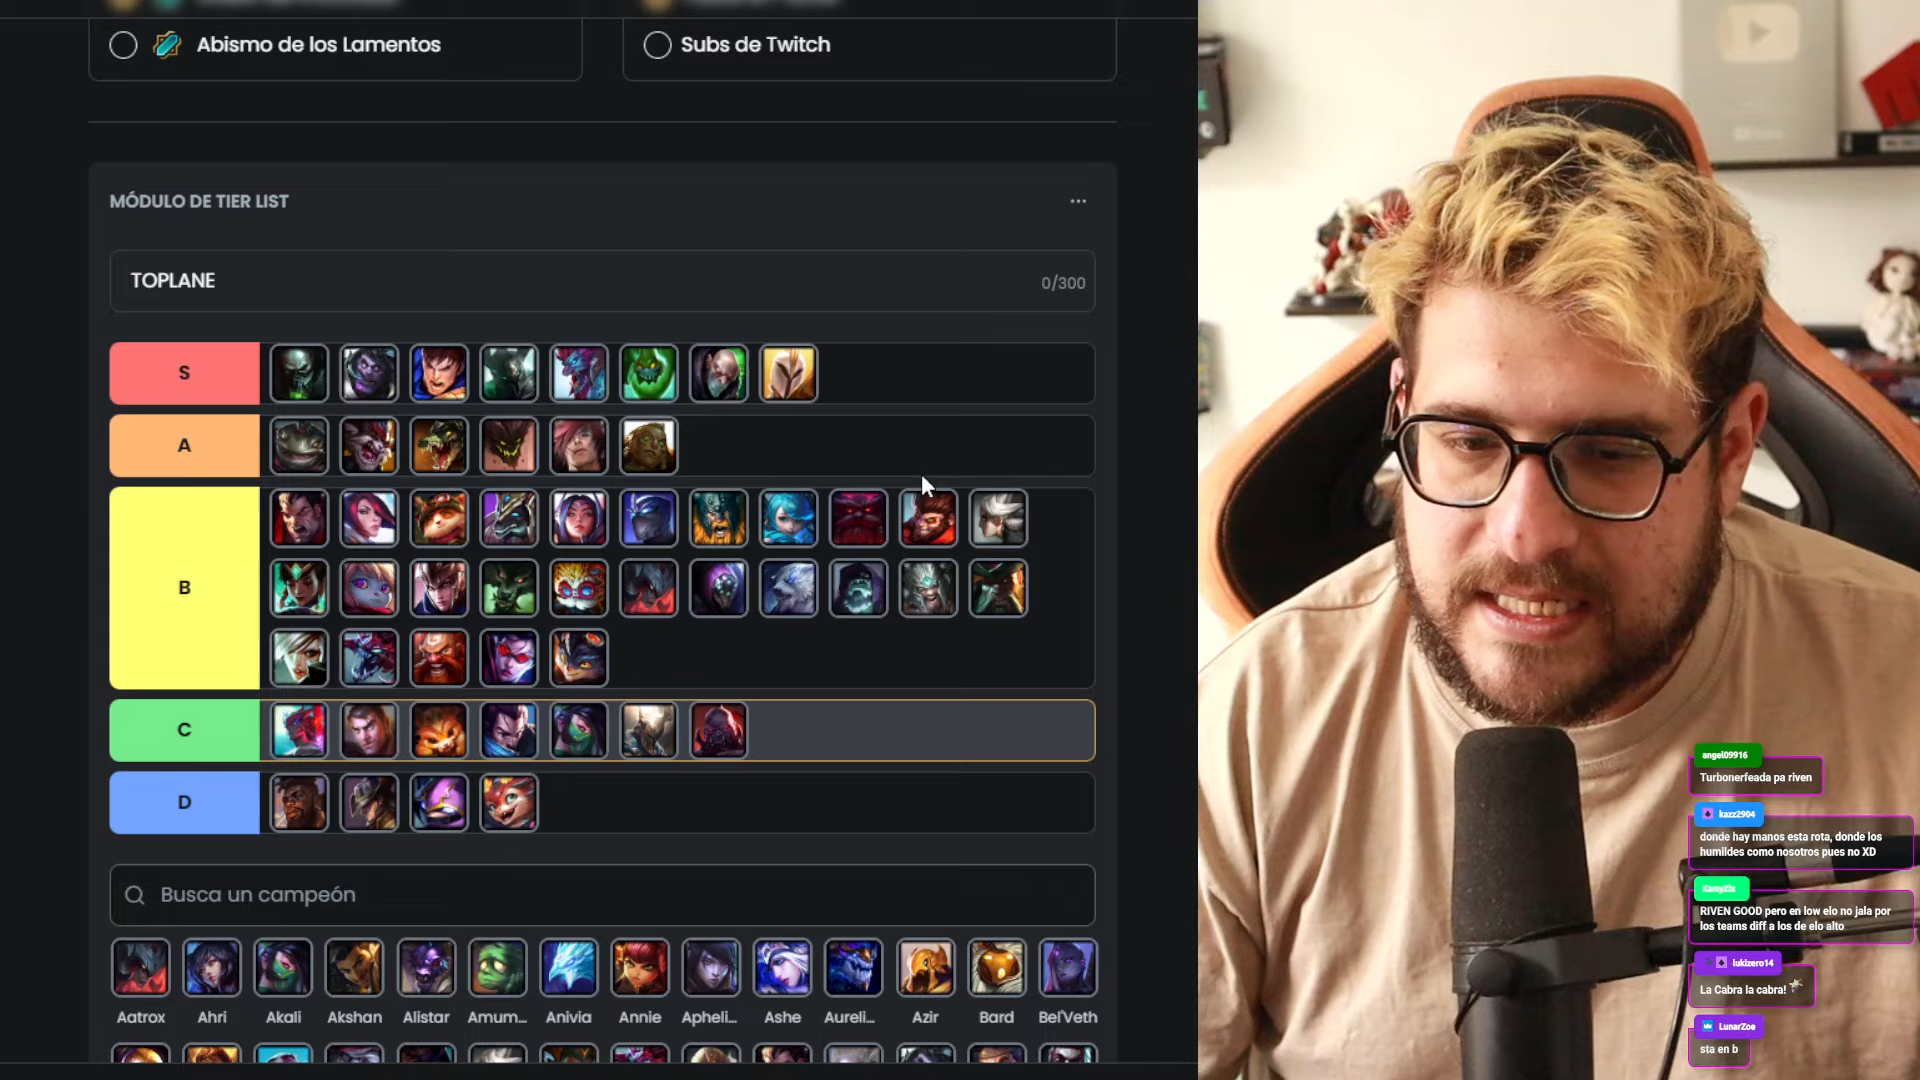 Abismo de los Lamentos
Subs de Twitch
MÓDULO DE TIER LIST
TOPLANE
0/300
S
A
B
C
D
Busca un campeón
Aatrox
Ahri
Akali
Akshan
Alistar
Amum...
Anivia
Annie
Apheli...
Ashe
Aureli...
Azir
Bard
Bel'Veth
angel09916
Turbonerfeada pa riven
kazz2904
donde hay manos esta rota, donde los
humildes como nosotros pues no XD
KamyZix
RIVEN GOOD pero en low elo no jala por
los teams diff a los de elo alto
lukizero14
La Cabra la cabra!
LunarZoe
sta en b